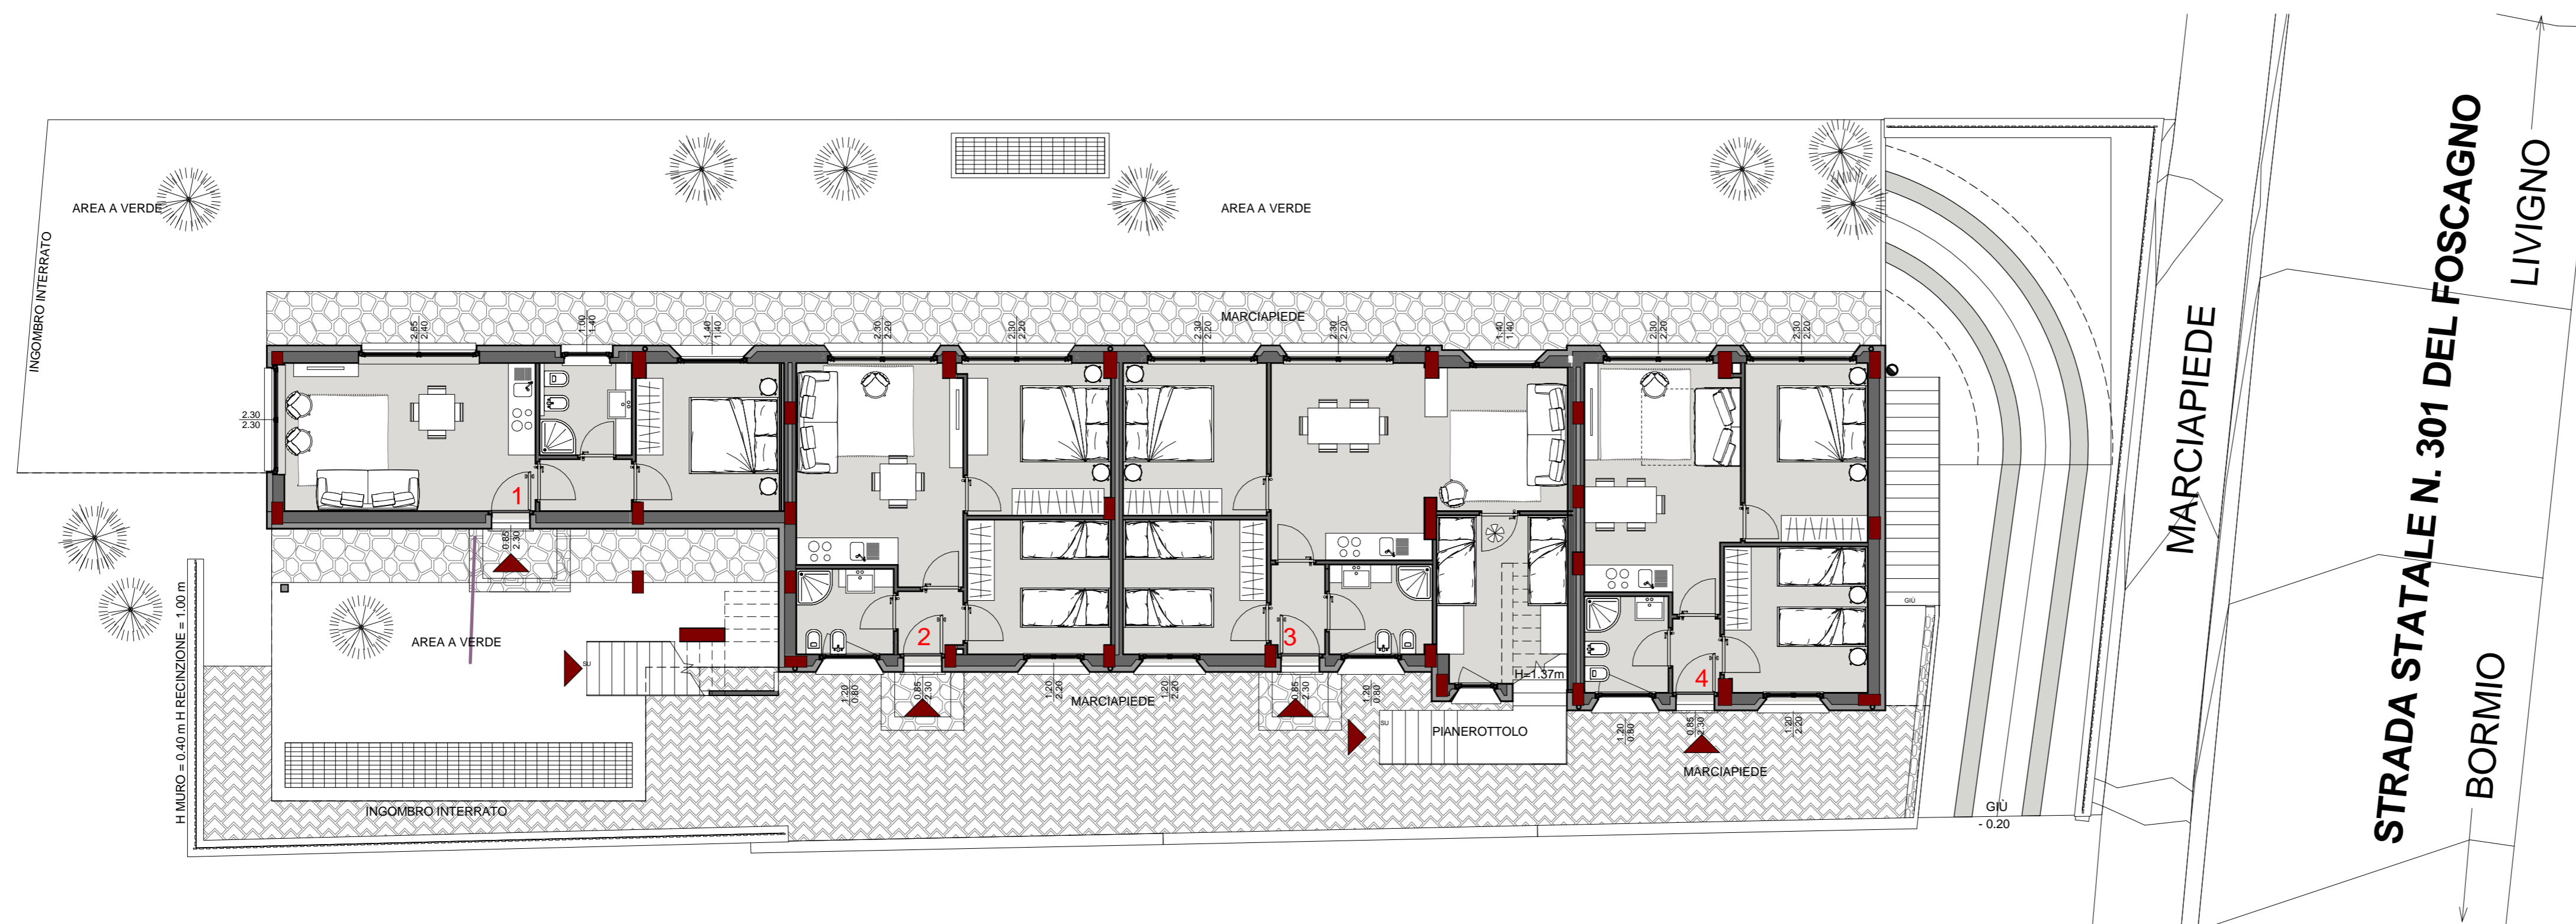 AREA A VERDE
AREA A VERDE
INGOMBRO INTERRATO
MARCIAPIEDE
2.85
2.40
1.00
1.40
1.40
1.40
2.30
2.20
2.30
2.20
2.30
2.20
2.30
2.20
1.40
1.40
2.30
2.20
2.30
2.20
2.30
2.30
1
2
3
4
0.85
2.30
AREA A VERDE
SU
H MURO = 0.40 m H RECINZIONE = 1.00 m
INGOMBRO INTERRATO
1.20
0.80
0.85
2.30
1.20
2.20
MARCIAPIEDE
1.20
2.20
0.85
2.30
1.20
0.80
H=1.37m
SU
PIANEROTTOLO
1.20
0.80
0.85
2.30
1.20
2.20
MARCIAPIEDE
GIÙ
GIÙ
- 0.20
MARCIAPIEDE
STRADA STATALE N. 301 DEL FOSCAGNO
LIVIGNO
BORMIO